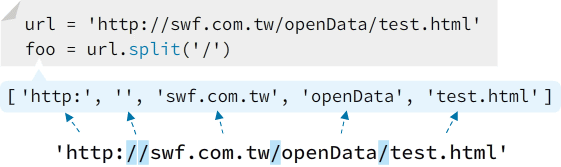 url = 'http://swf.com.tw/openData/test.html'
foo = url.split('/')
['http:', '', 'swf.com.tw', 'openData', 'test.html']
'http://swf.com.tw/openData/test.html'